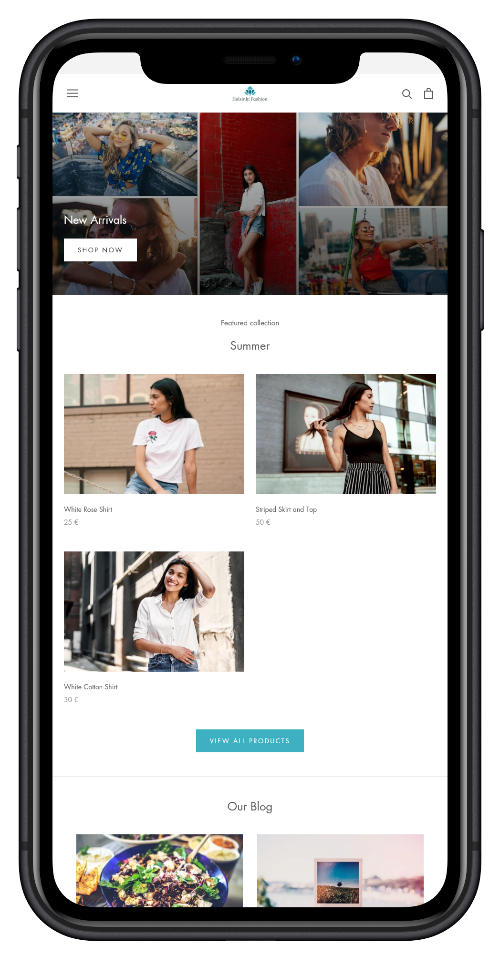 Helsinki Fashion
New Arrivals
SHOP NOW
Featured collection
Summer
White Rose Shirt
25 €
Striped Skirt and Top
50 €
White Cotton Shirt
30 €
VIEW ALL PRODUCTS
Our Blog